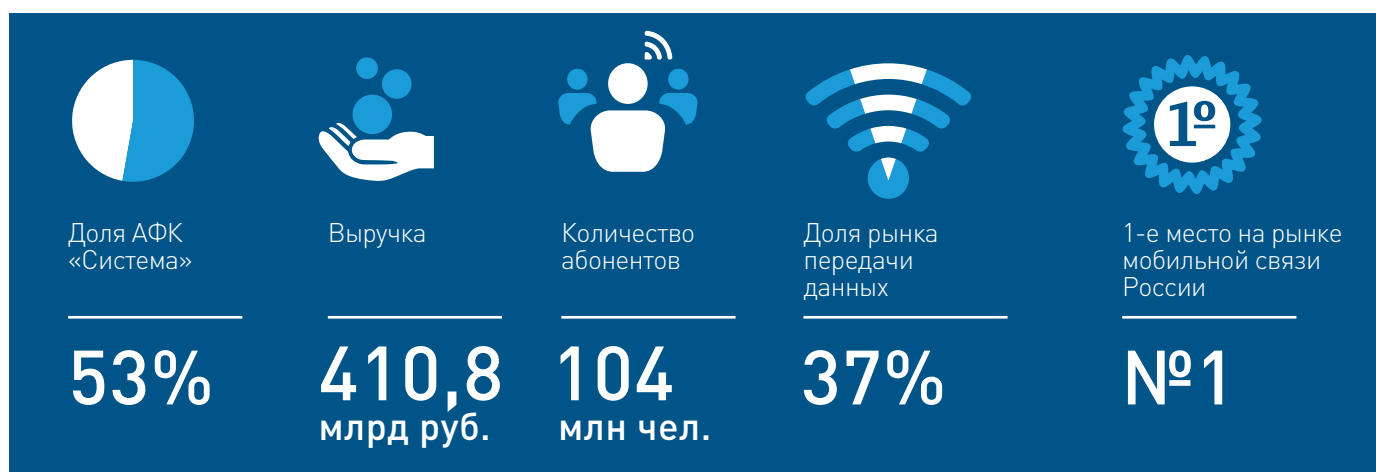 1º
Доля АФК
«Система»
53%
Выручка
410,8
млрд руб.
Количество
абонентов
104
млн чел.
Доля рынка
передачи
данных
37%
1-е место на рынке
мобильной связи
России
№1